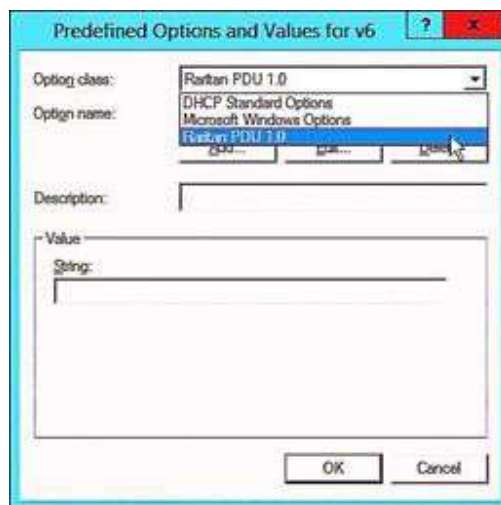 Predefined Options and Values for v6
? x
Option class:
Raritan PDU 1.0
DHCP Standard Options
Microsoft Windows Options
Raritan PDU 1.0
Option name:
Description:
Value
String:
OK
Cancel